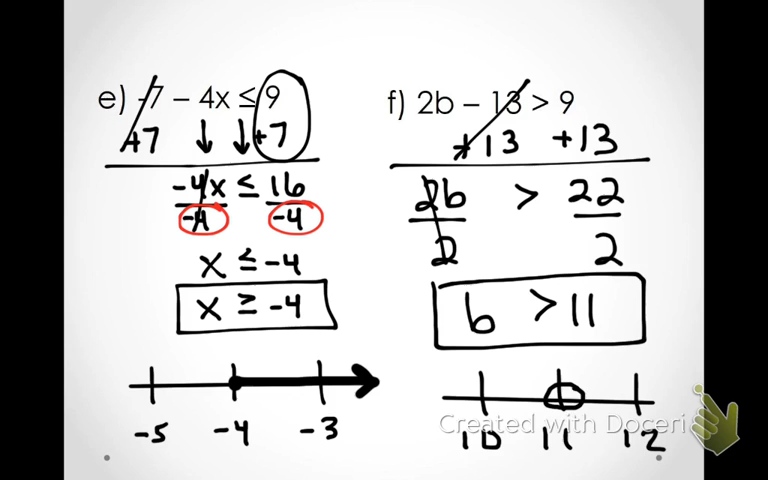 e) -7 – 4x ≤ 9
+7 ↓ ↓ +7
-4x ≤ 16
-4 -4
x ≤ -4
x ≥ -4
-5 -4 -3
f) 2b – 13 > 9
+13 +13
2b > 22
2 2
b > 11
10 11 12
Created with Doceri